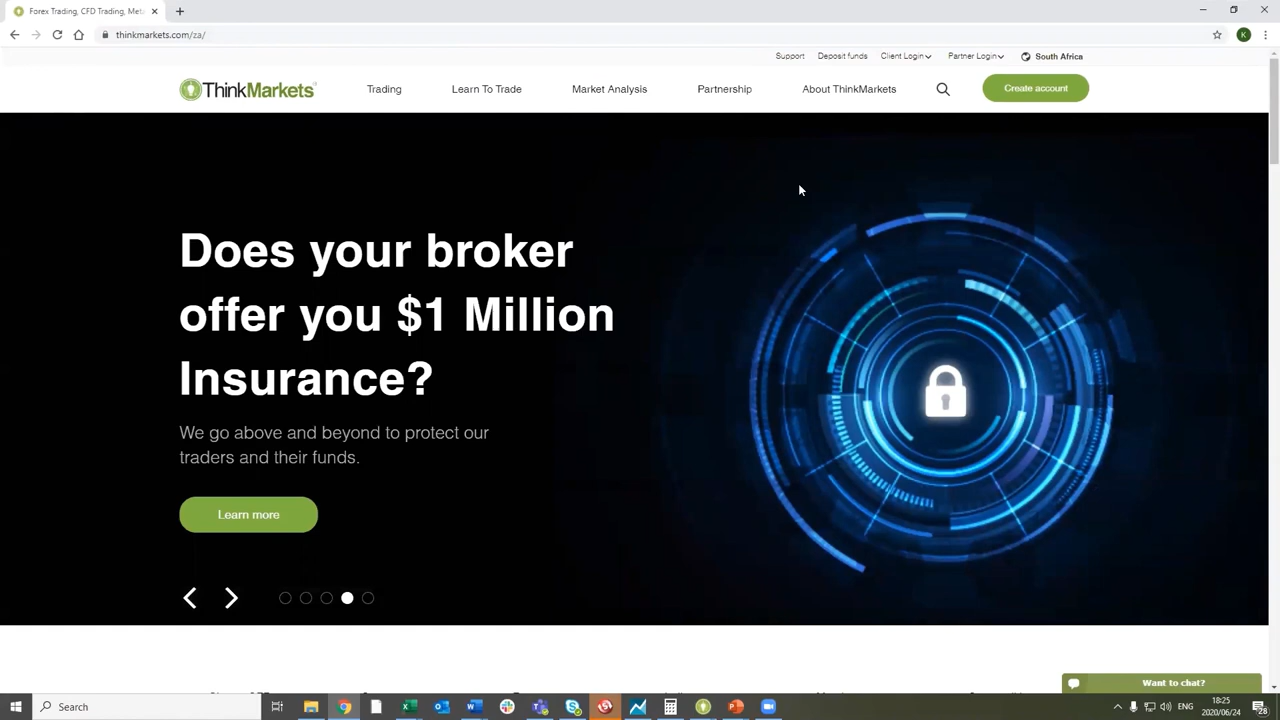 Forex Trading, CFD Trading, Meta
thinkmarkets.com/za/
K
Support Deposit funds Client Login Partner Login South Africa
ThinkMarkets Trading Learn To Trade Market Analysis Partnership About ThinkMarkets Create account
Does your broker
offer you $1 Million
Insurance?
We go above and beyond to protect our
traders and their funds.
Learn more
Want to chat?
Search
ENG
18:25
2020/06/24
28